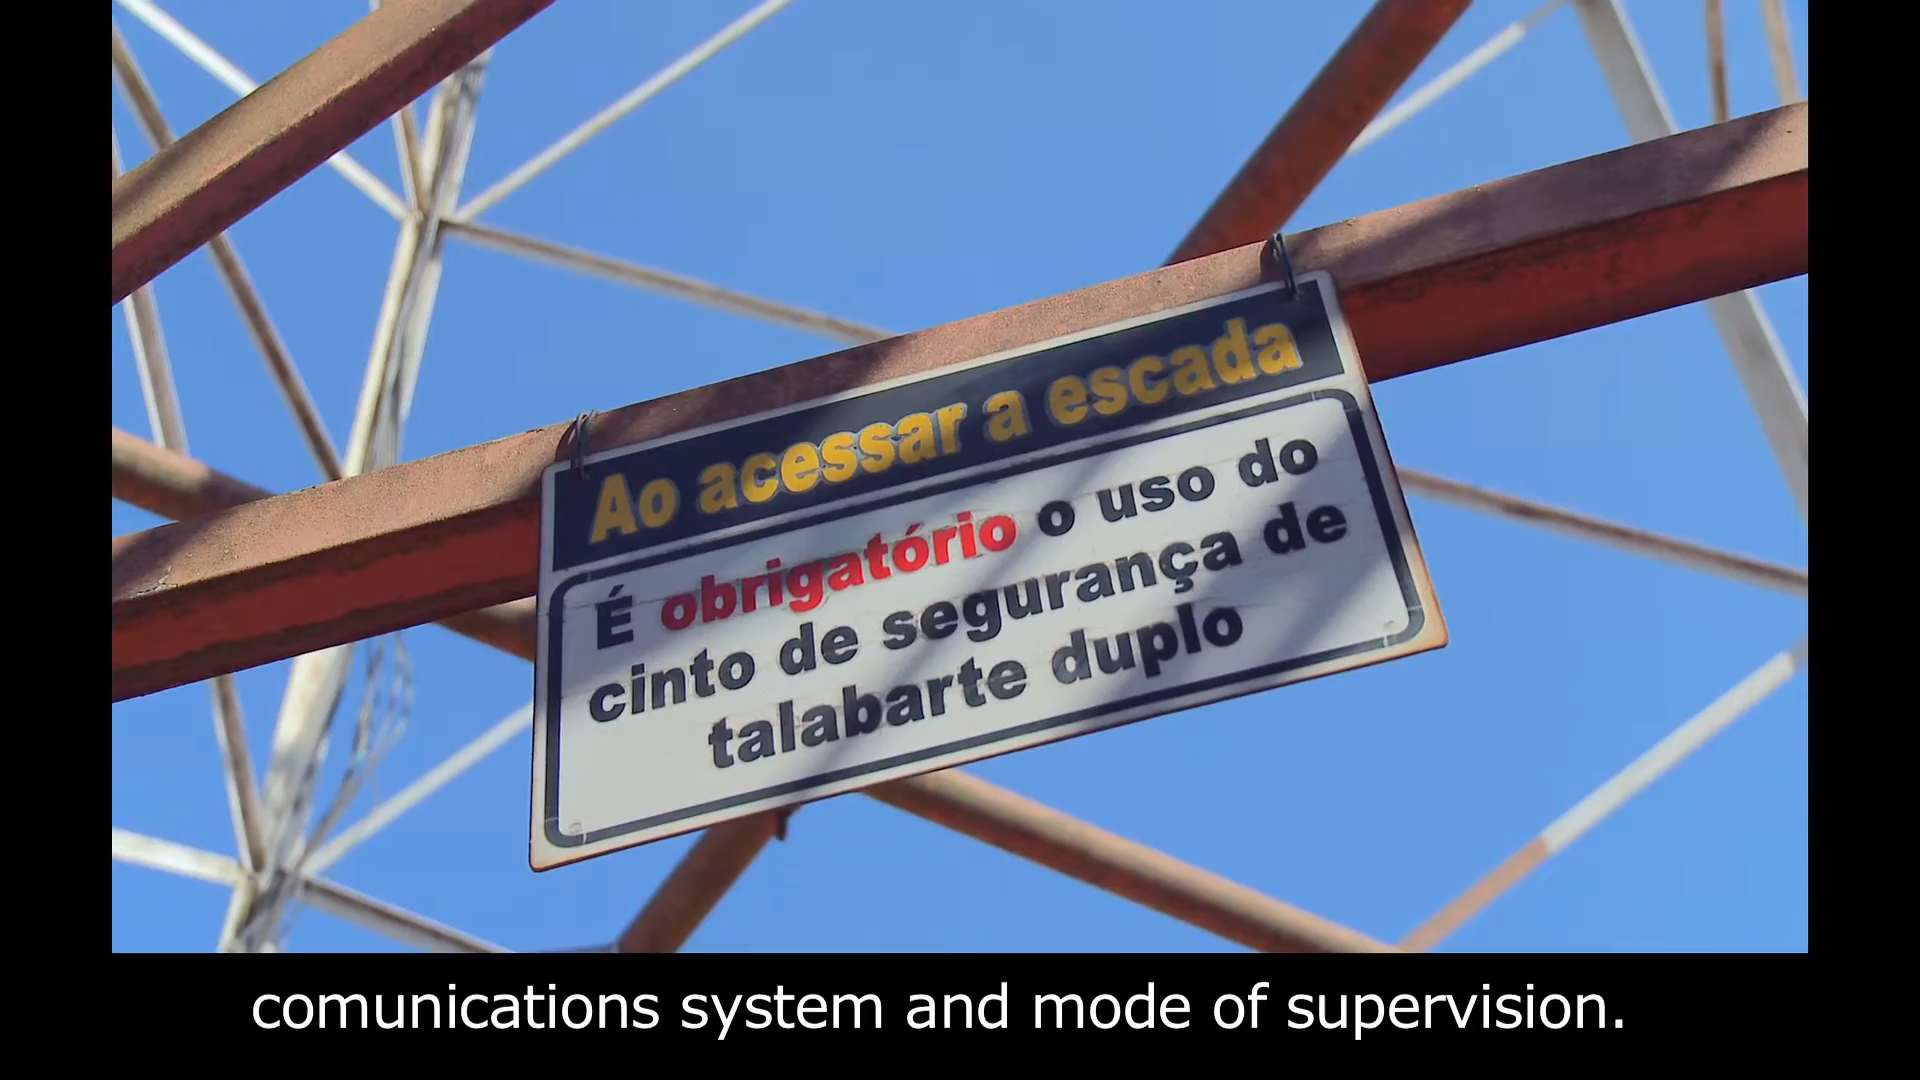 Ao acessar a escada
É obrigatório o uso do
cinto de segurança de
talabarte duplo
comunications system and mode of supervision.